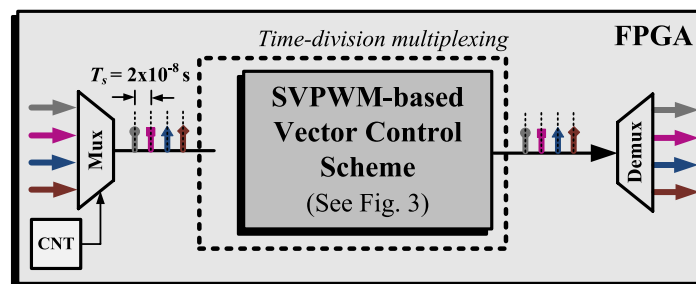 Time-division multiplexing
FPGA
Tₛ = 2x10⁻⁸ s
Mux
CNT
SVPWM-based
Vector Control
Scheme
(See Fig. 3)
Demux